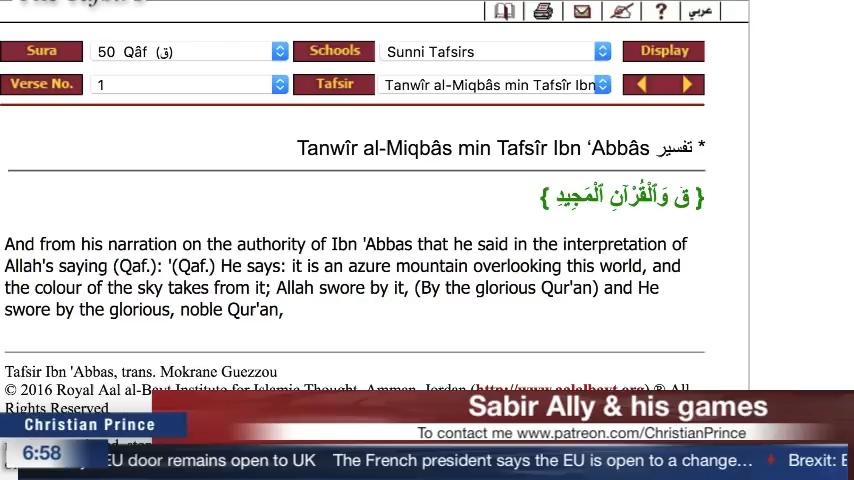 عربي
Sura
50 Qâf (ق)
Schools
Sunni Tafsirs
Display
Verse No.
1
Tafsir
Tanwîr al-Miqbâs min Tafsîr Ibn
* تفسير Tanwîr al-Miqbâs min Tafsîr Ibn ‘Abbâs
{ قۤ وَٱلْقُرْآنِ ٱلْمَجِيدِ }
And from his narration on the authority of Ibn 'Abbas that he said in the interpretation of
Allah's saying (Qaf.): '(Qaf.) He says: it is an azure mountain overlooking this world, and
the colour of the sky takes from it; Allah swore by it, (By the glorious Qur'an) and He
swore by the glorious, noble Qur'an,
Tafsir Ibn 'Abbas, trans. Mokrane Guezzou
© 2016 Royal Aal al-Bayt Institute for Islamic Thought, Amman, Jordan (http://www.aalalbayt.org) ® All
Rights Reserved
Sabir Ally & his games
Christian Prince
To contact me www.patreon.com/ChristianPrince
6:58
EU door remains open to UK The French president says the EU is open to a change... Brexit: